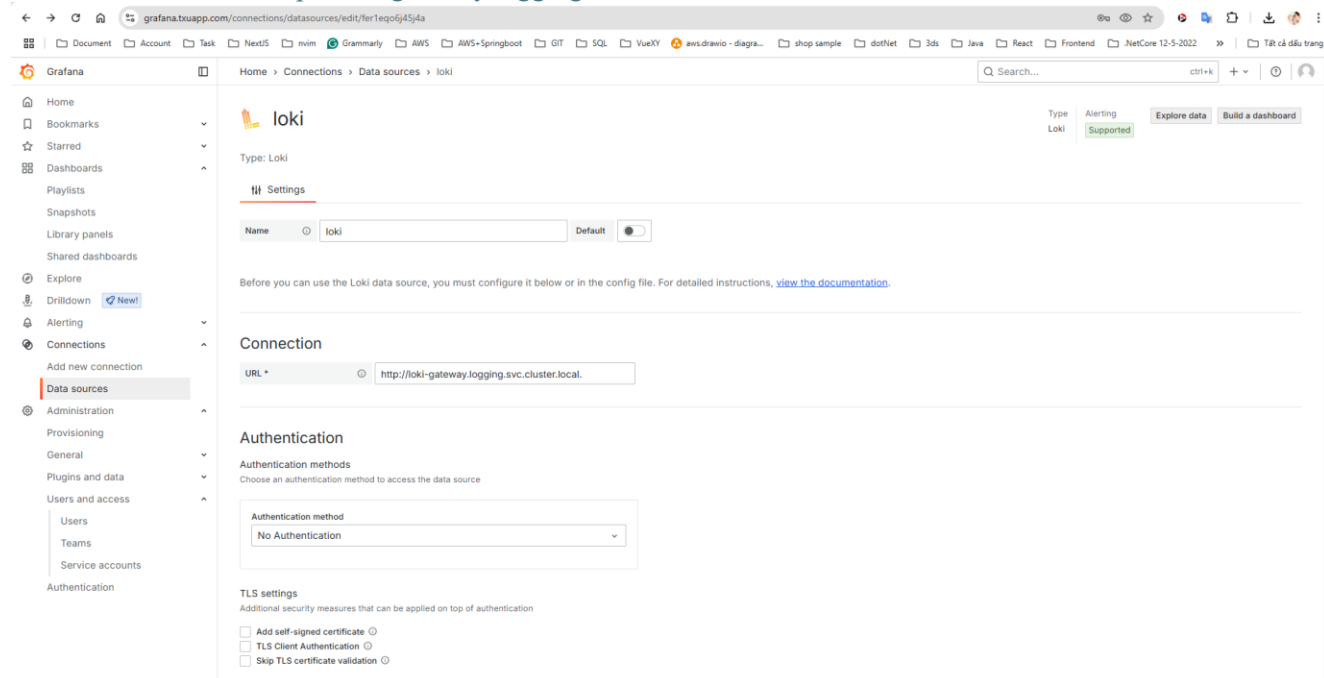 grafana.txuapp.com/connections/datasources/edit/fer1eqo6j45j4a
Document Account Task NextJS nvim Grammarly AWS AWS+Springboot GIT SQL VueXY aws.drawio - diagra... shop sample dotNet 3ds Java React Frontend .NetCore 12-5-2022 » Tất cả dấu trang
Grafana
Home › Connections › Data sources › loki
Search... ctrl+k
Home
Bookmarks
Starred
Dashboards
Playlists
Snapshots
Library panels
Shared dashboards
Explore
Drilldown New!
Alerting
Connections
Add new connection
Data sources
Administration
Provisioning
General
Plugins and data
Users and access
Users
Teams
Service accounts
Authentication
loki
Type Alerting Explore data Build a dashboard
Loki Supported
Type: Loki
Settings
Name loki Default
Before you can use the Loki data source, you must configure it below or in the config file. For detailed instructions, view the documentation.
Connection
URL * http://loki-gateway.logging.svc.cluster.local.
Authentication
Authentication methods
Choose an authentication method to access the data source
Authentication method
No Authentication
TLS settings
Additional security measures that can be applied on top of authentication
Add self-signed certificate
TLS Client Authentication
Skip TLS certificate validation